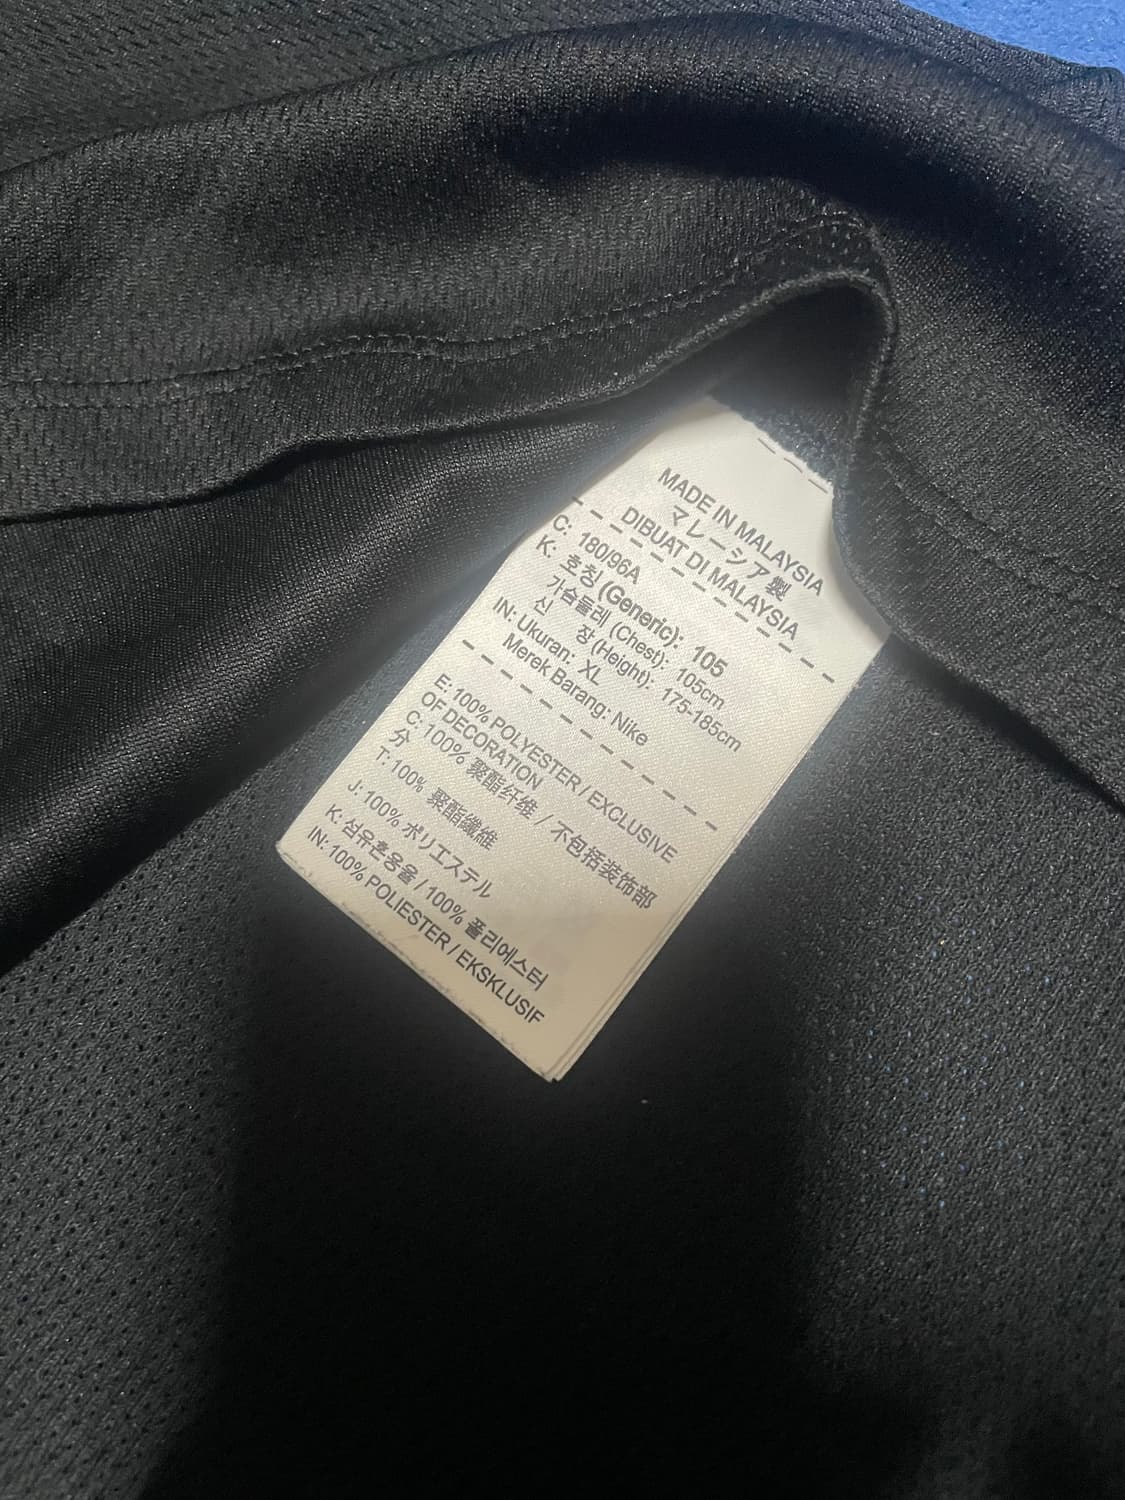 MADE IN MALAYSIA
マレーシア製
DIBUAT DI MALAYSIA
C: 180/96A
K: 호칭 (Generic): 105
가슴둘레 (Chest): 105cm
신 장 (Height): 175-185cm
IN: Ukuran: XL
Merek Barang: Nike
E: 100% POLYESTER / EXCLUSIVE
OF DECORATION
C: 100% 聚酯纤维 / 不包括装饰部
分
T: 100% 聚酯纖維
J: 100% ポリエステル
K: 섬유혼용율 / 100% 폴리에스터
IN: 100% POLIESTER / EKSKLUSIF